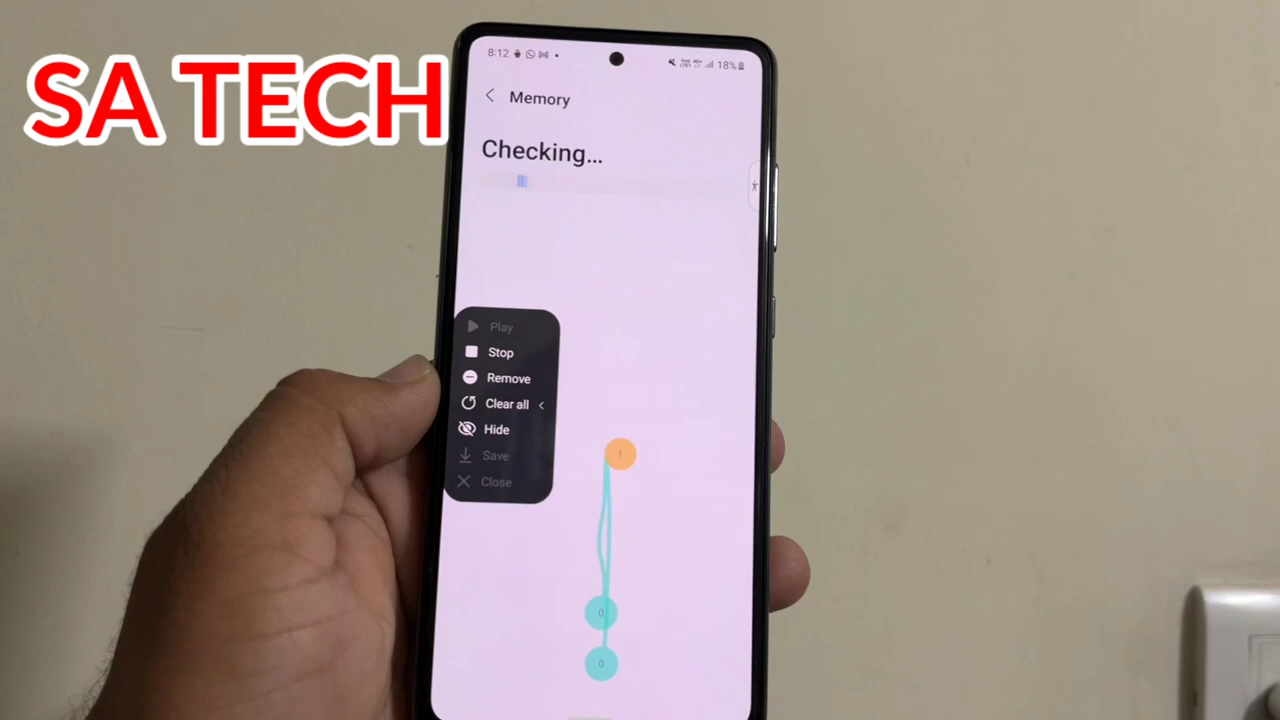 SA TECH
8:12
18%
Memory
Checking...
Play
Stop
Remove
Clear all
Hide
Save
Close
1
0
0